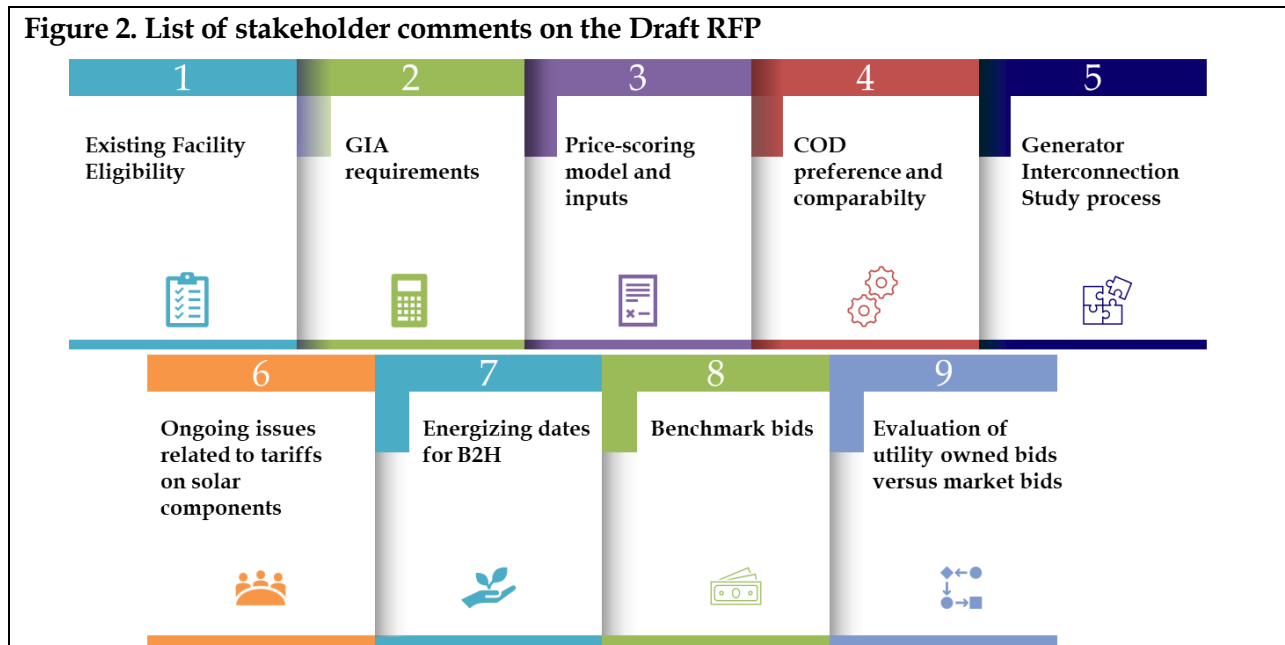 Figure 2. List of stakeholder comments on the Draft RFP
1
Existing Facility
Eligibility
2
GIA
requirements
3
Price-scoring
model and
inputs
4
COD
preference and
comparabilty
5
Generator
Interconnection
Study process
6
Ongoing issues
related to tariffs
on solar
components
7
Energizing dates
for B2H
8
Benchmark bids
9
Evaluation of
utility owned bids
versus market bids